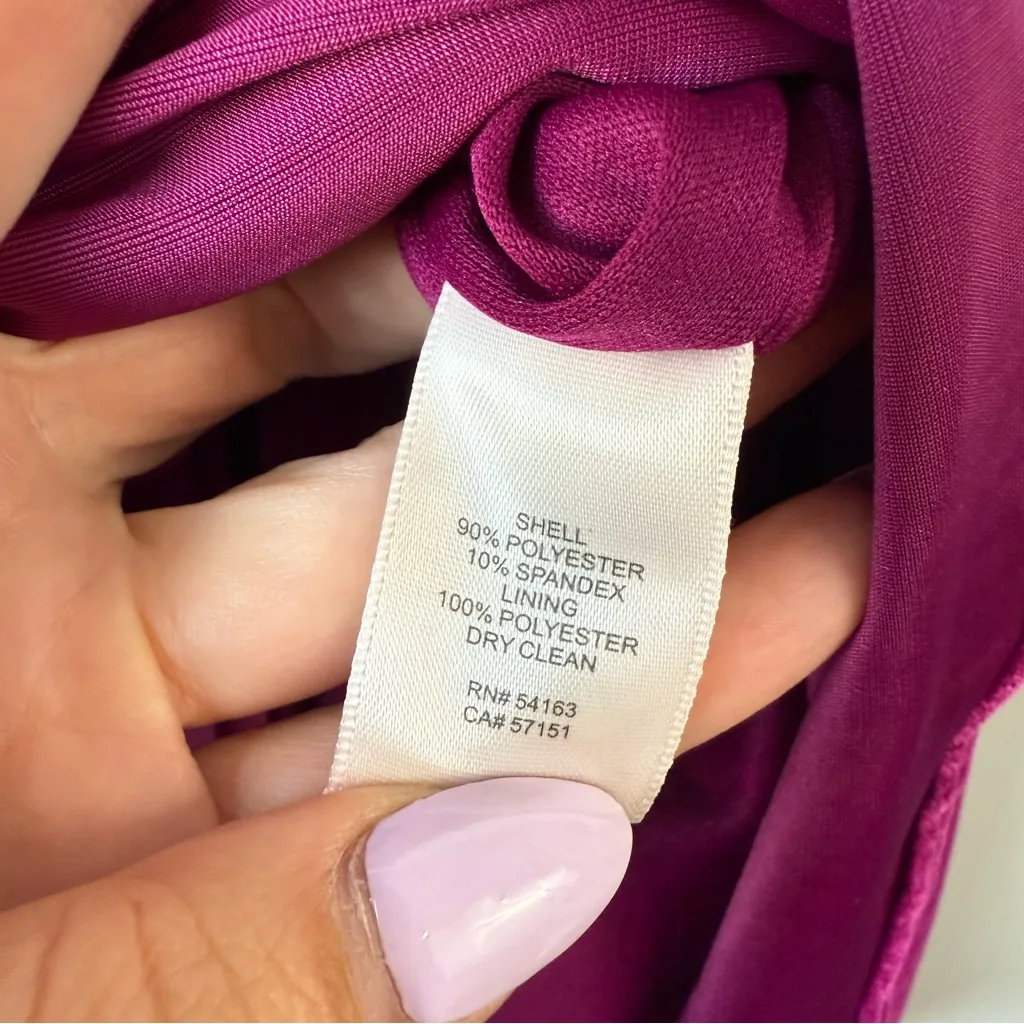 SHELL
90% POLYESTER
10% SPANDEX
LINING
100% POLYESTER
DRY CLEAN
RN# 54163
CA# 57151